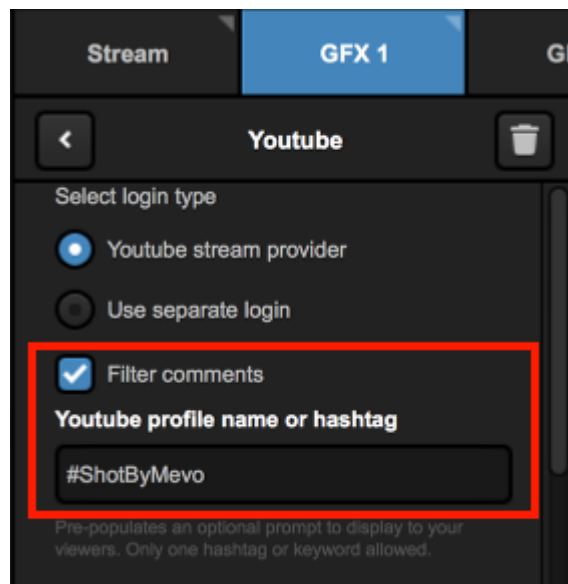 Stream GFX 1 G
Youtube
Select login type
Youtube stream provider
Use separate login
Filter comments
Youtube profile name or hashtag
#ShotByMevo
Pre-populates an optional prompt to display to your
viewers. Only one hashtag or keyword allowed.